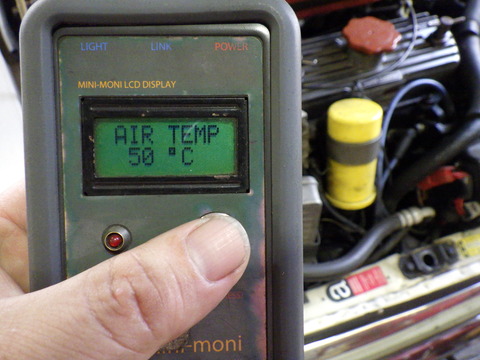 LIGHT LINK POWER
MINI-MONI LCD DISPLAY
AIR TEMP
50 °C
-moni